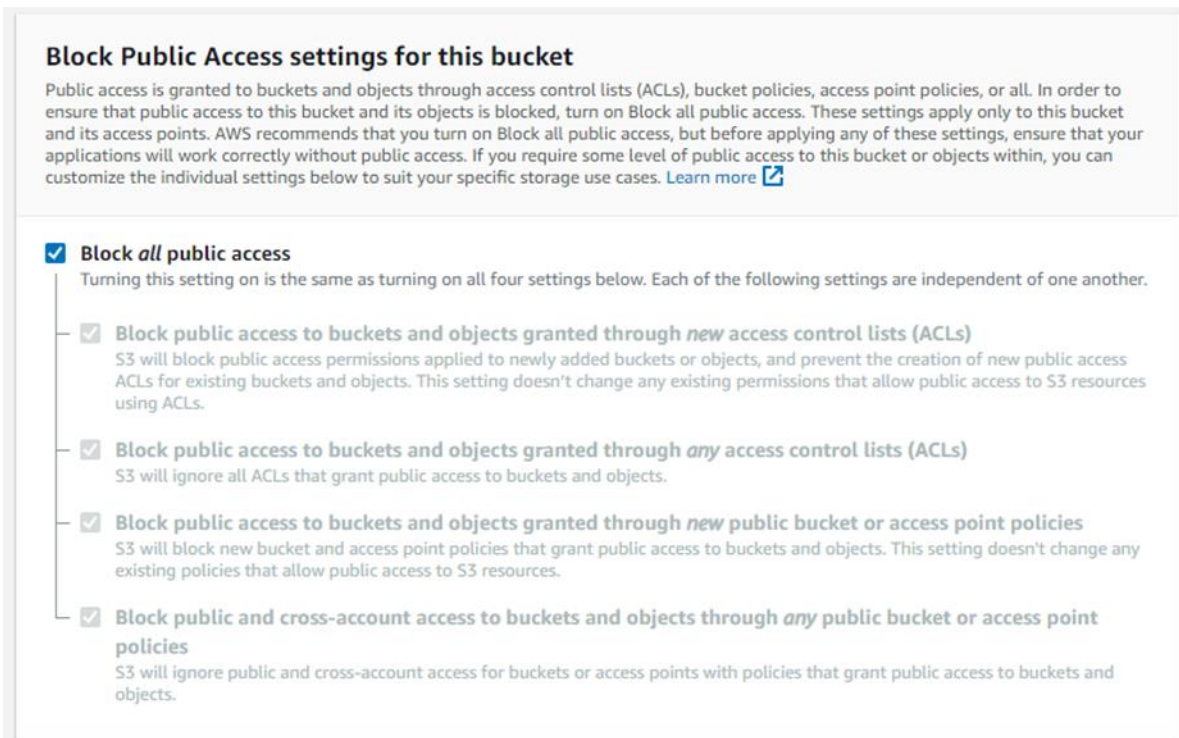 Block Public Access settings for this bucket
Public access is granted to buckets and objects through access control lists (ACLs), bucket policies, access point policies, or all. In order to
ensure that public access to this bucket and its objects is blocked, turn on Block all public access. These settings apply only to this bucket
and its access points. AWS recommends that you turn on Block all public access, but before applying any of these settings, ensure that your
applications will work correctly without public access. If you require some level of public access to this bucket or objects within, you can
customize the individual settings below to suit your specific storage use cases. Learn more
Block all public access
Turning this setting on is the same as turning on all four settings below. Each of the following settings are independent of one another.
Block public access to buckets and objects granted through new access control lists (ACLs)
S3 will block public access permissions applied to newly added buckets or objects, and prevent the creation of new public access
ACLs for existing buckets and objects. This setting doesn't change any existing permissions that allow public access to S3 resources
using ACLs.
Block public access to buckets and objects granted through any access control lists (ACLs)
S3 will ignore all ACLs that grant public access to buckets and objects.
Block public access to buckets and objects granted through new public bucket or access point policies
S3 will block new bucket and access point policies that grant public access to buckets and objects. This setting doesn't change any
existing policies that allow public access to S3 resources.
Block public and cross-account access to buckets and objects through any public bucket or access point
policies
S3 will ignore public and cross-account access for buckets or access points with policies that grant public access to buckets and
objects.